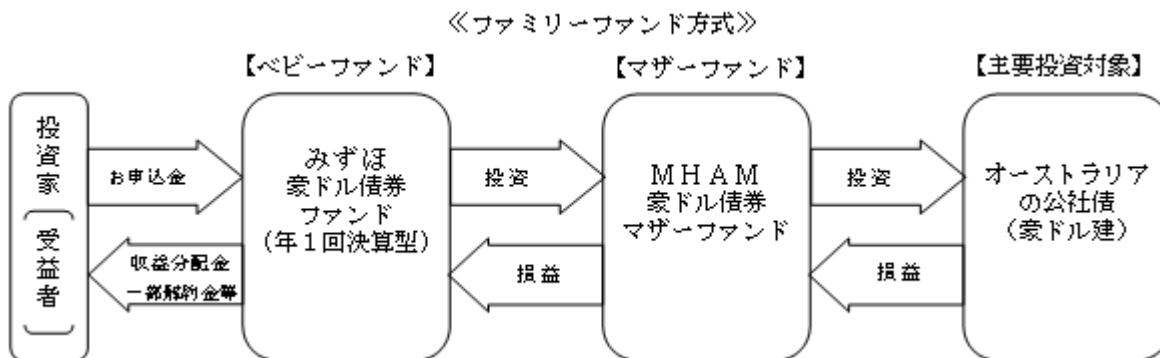 ≪ファミリーファンド方式≫
【ベビーファンド】
【マザーファンド】
【主要投資対象】
投資家
(受益者)
お申込金
収益分配金
一部解約金等
みずほ
豪ドル債券
ファンド
(年1回決算型)
投資
損益
MHAM
豪ドル債券
マザーファンド
投資
損益
オーストラリア
の公社債
(豪ドル建)